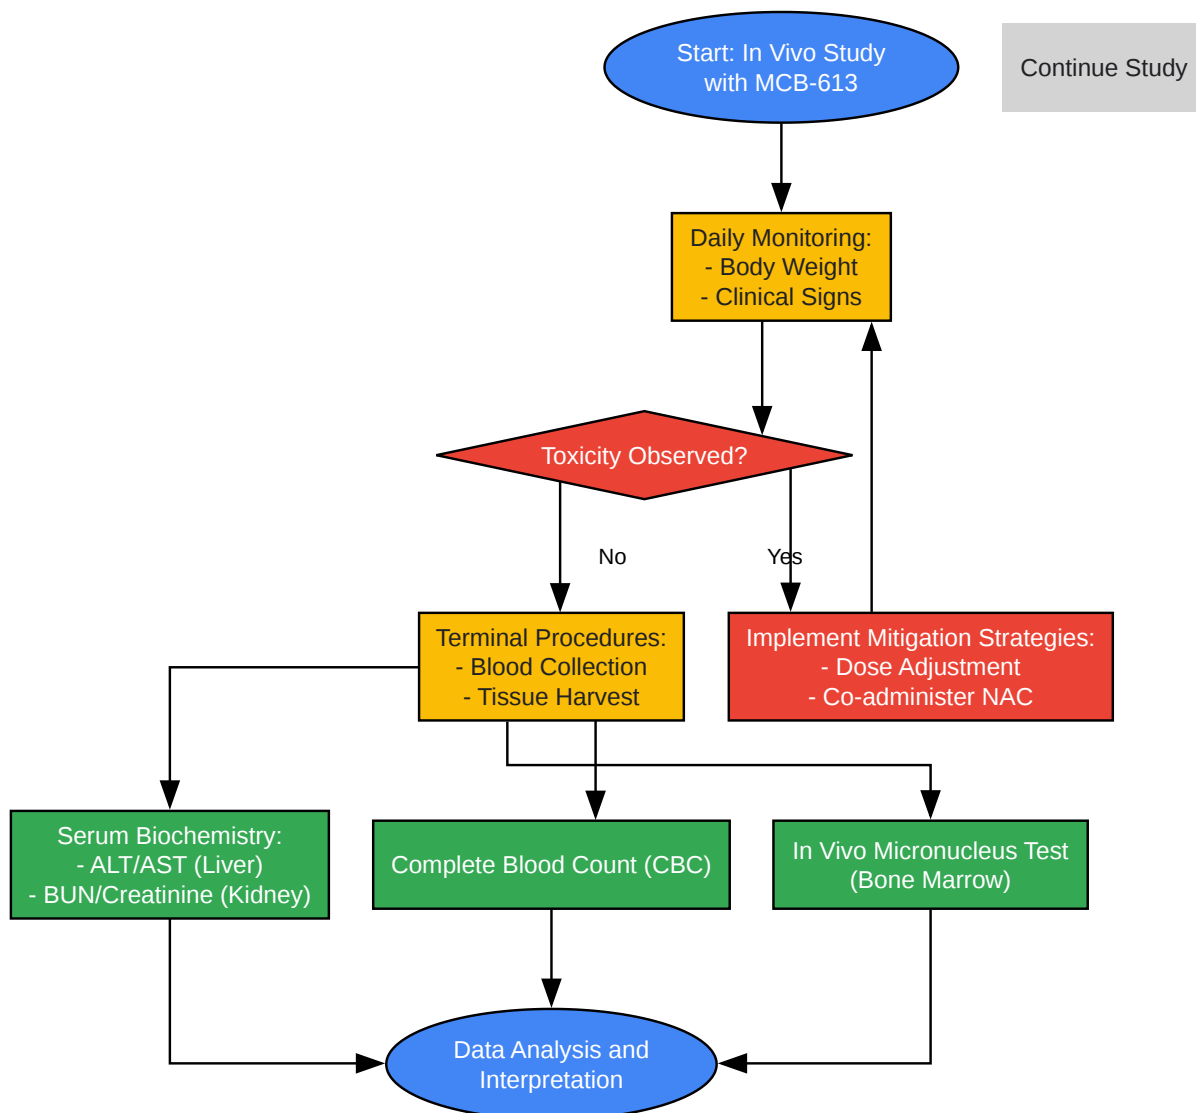 Start: In Vivo Study
with MCB-613
Continue Study
Daily Monitoring:
- Body Weight
- Clinical Signs
Toxicity Observed?
No
Yes
Terminal Procedures:
- Blood Collection
- Tissue Harvest
Implement Mitigation Strategies:
- Dose Adjustment
- Co-administer NAC
Serum Biochemistry:
- ALT/AST (Liver)
- BUN/Creatinine (Kidney)
Complete Blood Count (CBC)
In Vivo Micronucleus Test
(Bone Marrow)
Data Analysis and
Interpretation